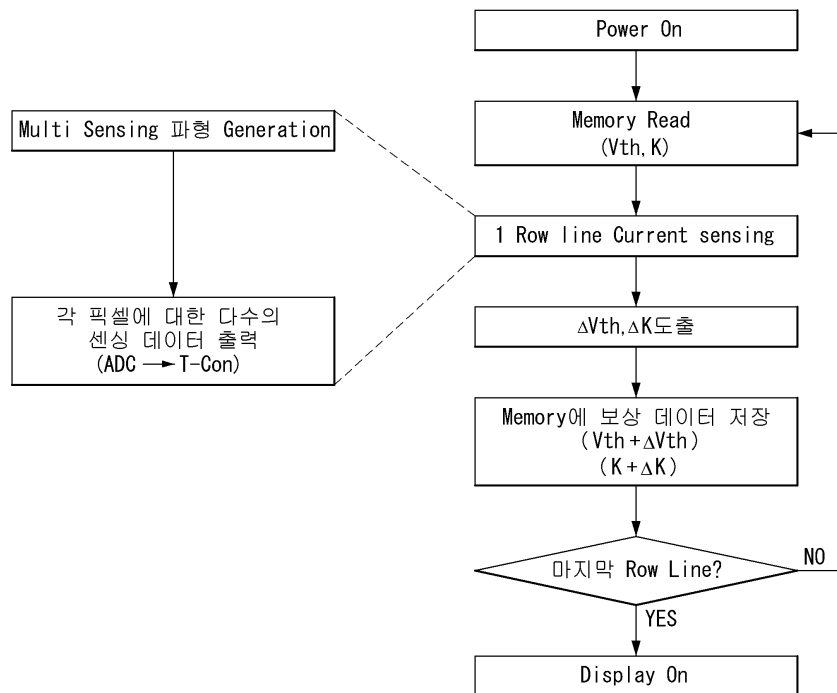 Power On
Memory Read
(Vth, K)
Multi Sensing 파형 Generation
1 Row line Current sensing
각 픽셀에 대한 다수의
센싱 데이터 출력
(ADC → T-Con)
ΔVth, ΔK도출
Memory에 보상 데이터 저장
(Vth+ΔVth)
(K+ΔK)
마지막 Row Line?
NO
YES
Display On